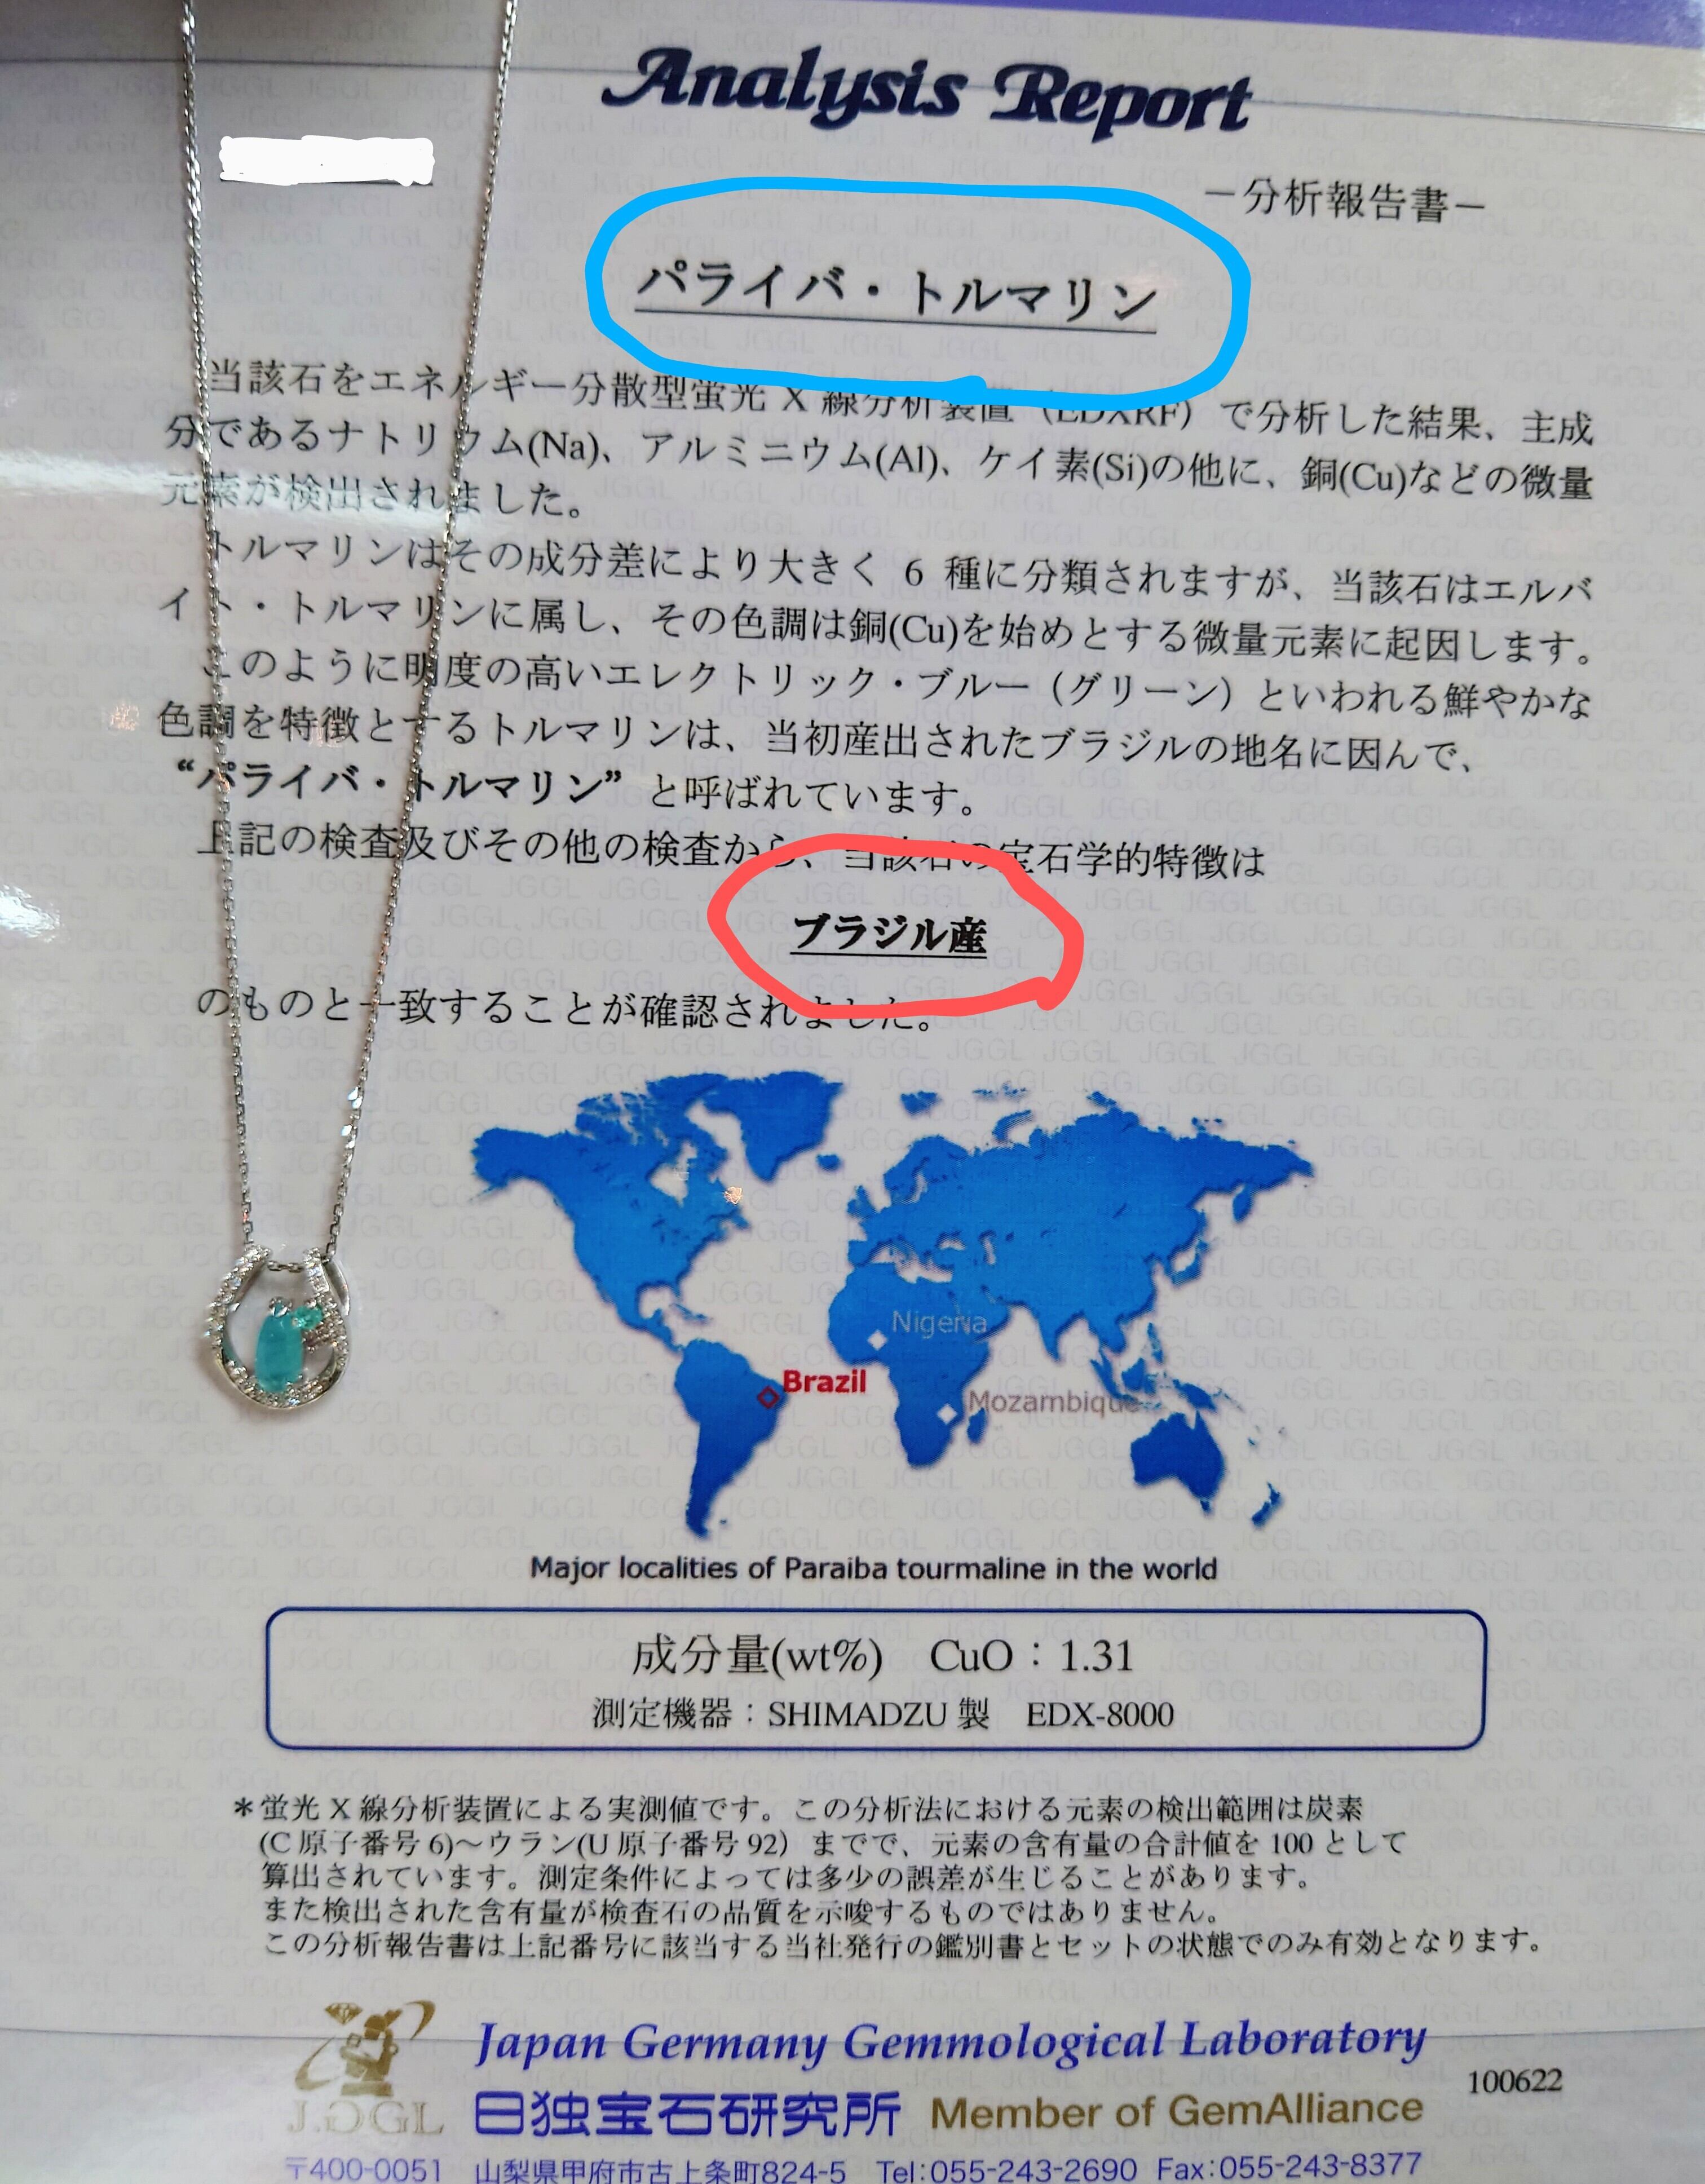 Analysis Report
－分析報告書－
パライバ・トルマリン
当該石をエネルギー分散型蛍光 X 線分析装置（EDXRF）で分析した結果、主成
分であるナトリウム(Na)、アルミニウム(Al)、ケイ素(Si)の他に、銅(Cu)などの微量
元素が検出されました。
トルマリンはその成分差により大きく 6 種に分類されますが、当該石はエルバ
イト・トルマリンに属し、その色調は銅(Cu)を始めとする微量元素に起因します。
このように明度の高いエレクトリック・ブルー（グリーン）といわれる鮮やかな
色調を特徴とするトルマリンは、当初産出されたブラジルの地名に因んで、
“パライバ・トルマリン” と呼ばれています。
上記の検査及びその他の検査から、当該石の宝石学的特徴は
ブラジル産
のものと一致することが確認されました。
Nigeria
Brazil
Mozambique
Major localities of Paraiba tourmaline in the world
成分量(wt%) CuO：1.31
測定機器：SHIMADZU 製 EDX-8000
＊蛍光 X 線分析装置による実測値です。この分析法における元素の検出範囲は炭素
(C 原子番号 6)～ウラン(U 原子番号 92）までで、元素の含有量の合計値を 100 として
算出されています。測定条件によっては多少の誤差が生じることがあります。
また検出された含有量が検査石の品質を示唆するものではありません。
この分析報告書は上記番号に該当する当社発行の鑑別書とセットの状態でのみ有効となります。
Japan Germany Gemmological Laboratory
100622
J.GGL
日独宝石研究所 Member of GemAlliance
〒400-0051 山梨県甲府市古上条町824-5 Tel:055-243-2690 Fax:055-243-8377